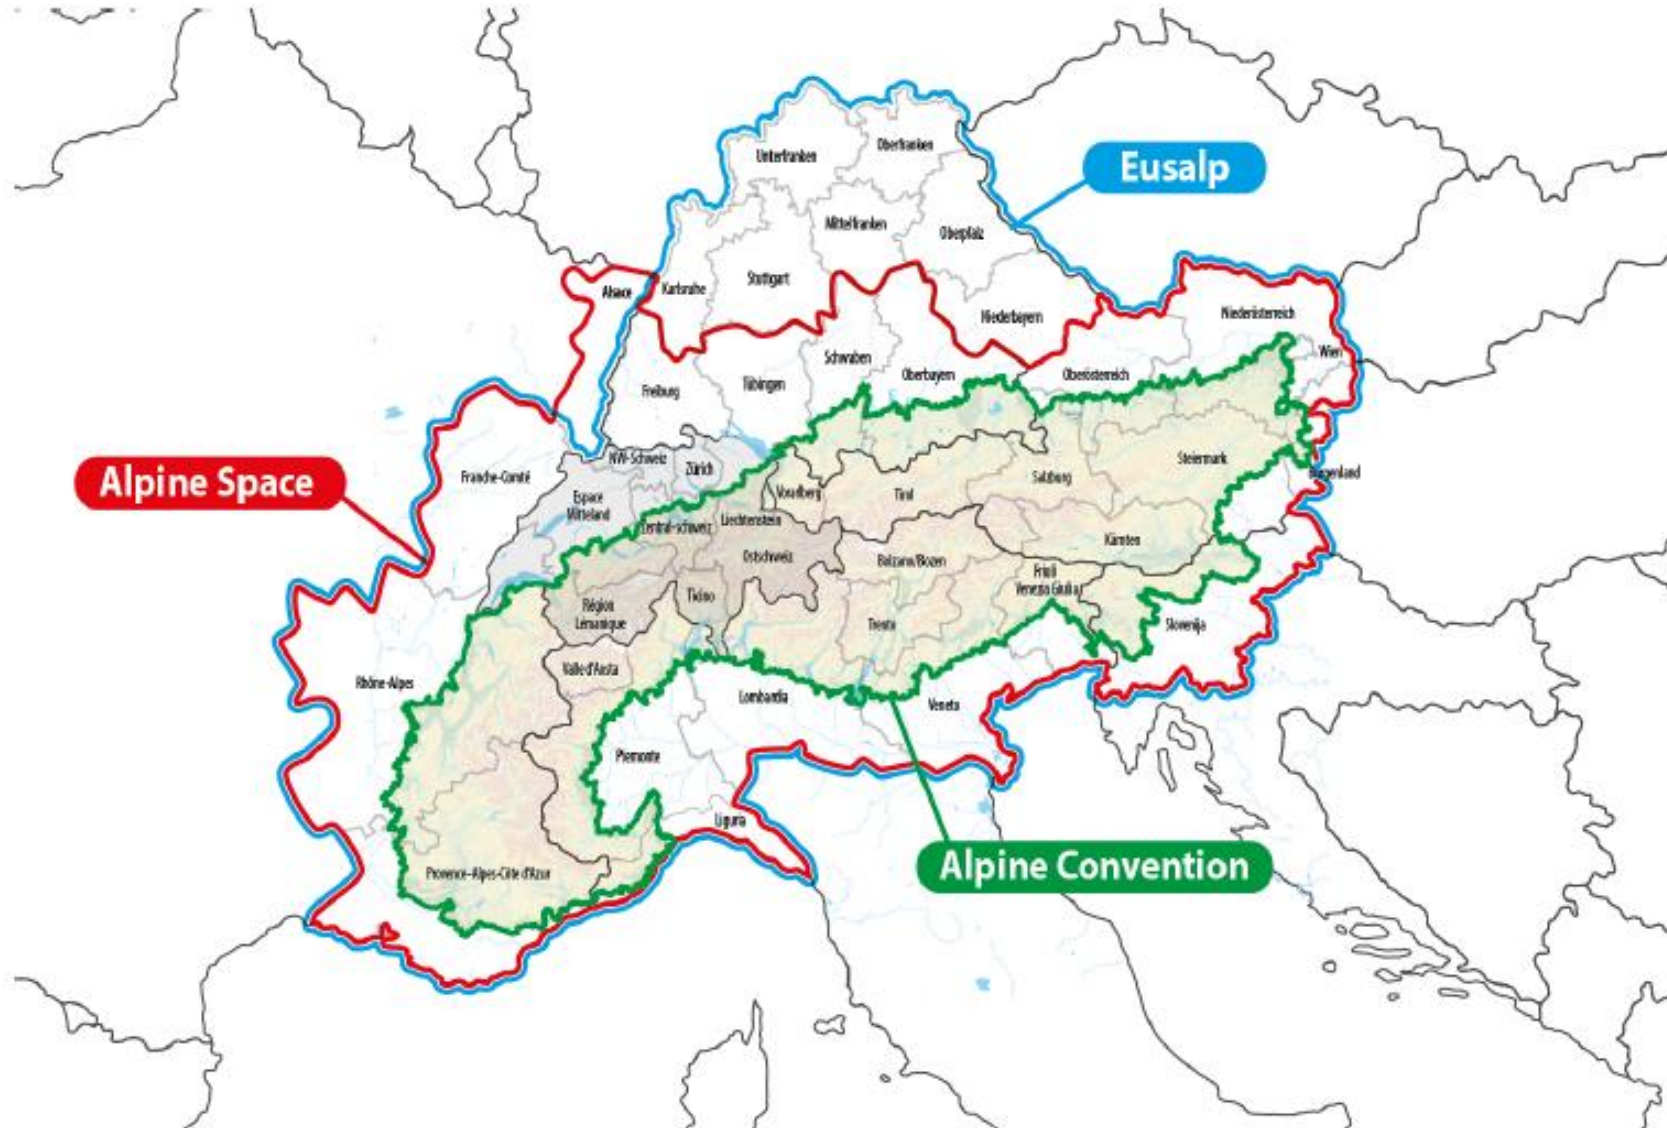 Unterfranken
Oberfranken
Eusalp
Mittelfranken
Oberpfalz
Stuttgart
Karlsruhe
Alsace
Niederbayern
Niederösterreich
Wien
Schwaben
Oberbayern
Oberösterreich
Tübingen
Freiburg
NW-Schweiz
Zürich
Steiermark
Burgenland
Franche-Comté
Alpine Space
Espace
Mittelland
Vorarlberg
Tirol
Salzburg
Zentral-schweiz
Liechtenstein
Kärnten
Ostschweiz
Bolzano/Bozen
Friuli
Venezia Giulia
Région
Lémanique
Ticino
Trento
Slovenija
Valle d'Aosta
Rhône-Alpes
Lombardia
Veneto
Piemonte
Liguria
Alpine Convention
Provence-Alpes-Côte d'Azur